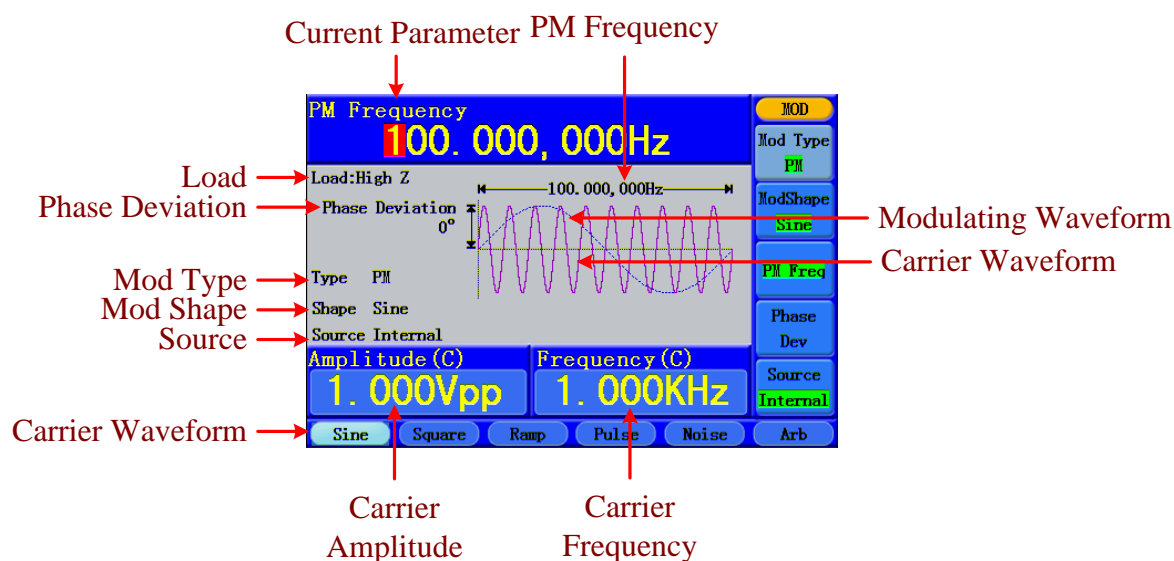 Current Parameter PM Frequency
PM Frequency
100.000,000Hz
MOD
Mod Type
PM
ModShape
Sine
PM Freq
Phase
Dev
Source
Internal
Load
Phase Deviation
Mod Type
Mod Shape
Source
Load:High Z
100.000,000Hz
Phase Deviation
0°
Type PM
Shape Sine
Source Internal
Modulating Waveform
Carrier Waveform
Amplitude(C)
1.000Vpp
Frequency(C)
1.000KHz
Carrier Waveform
Sine Square Ramp Pulse Noise Arb
Carrier
Amplitude
Carrier
Frequency